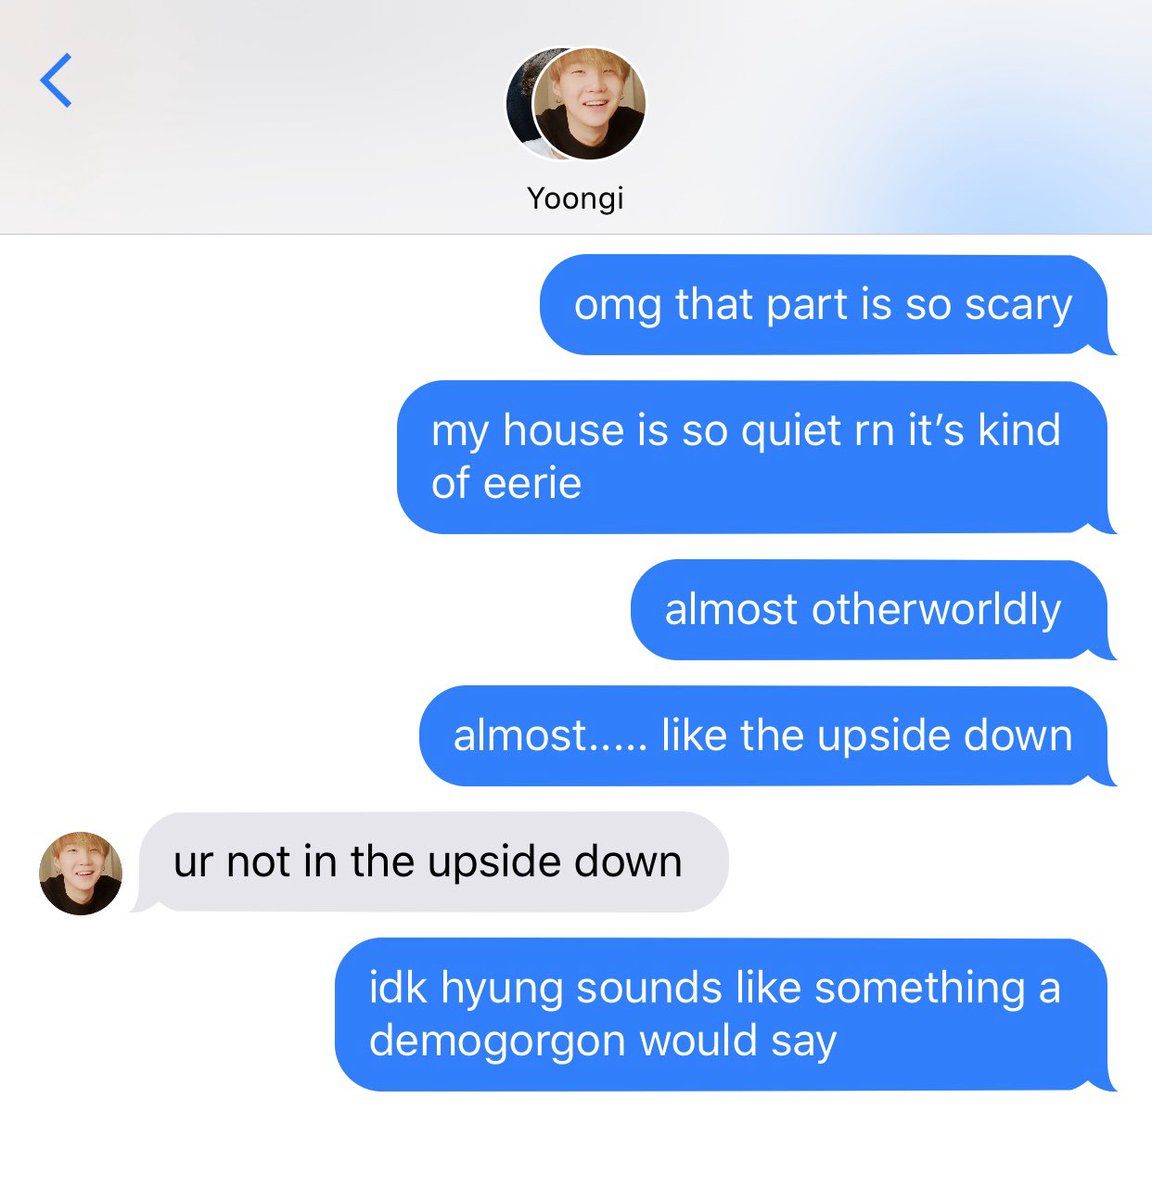 Yoongi
omg that part is so scary
my house is so quiet rn it’s kind
of eerie
almost otherworldly
almost..... like the upside down
ur not in the upside down
idk hyung sounds like something a
demogorgon would say